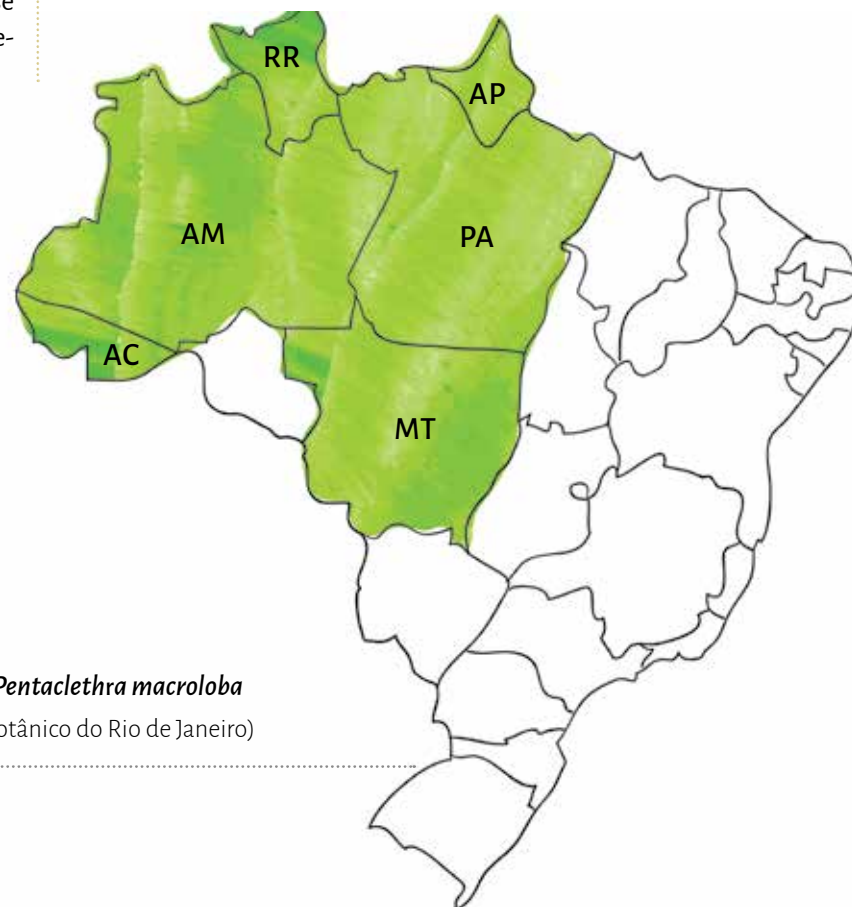 e-
RR
AP
AM
PA
AC
MT
Pentaclethra macroloba
otânico do Rio de Janeiro)